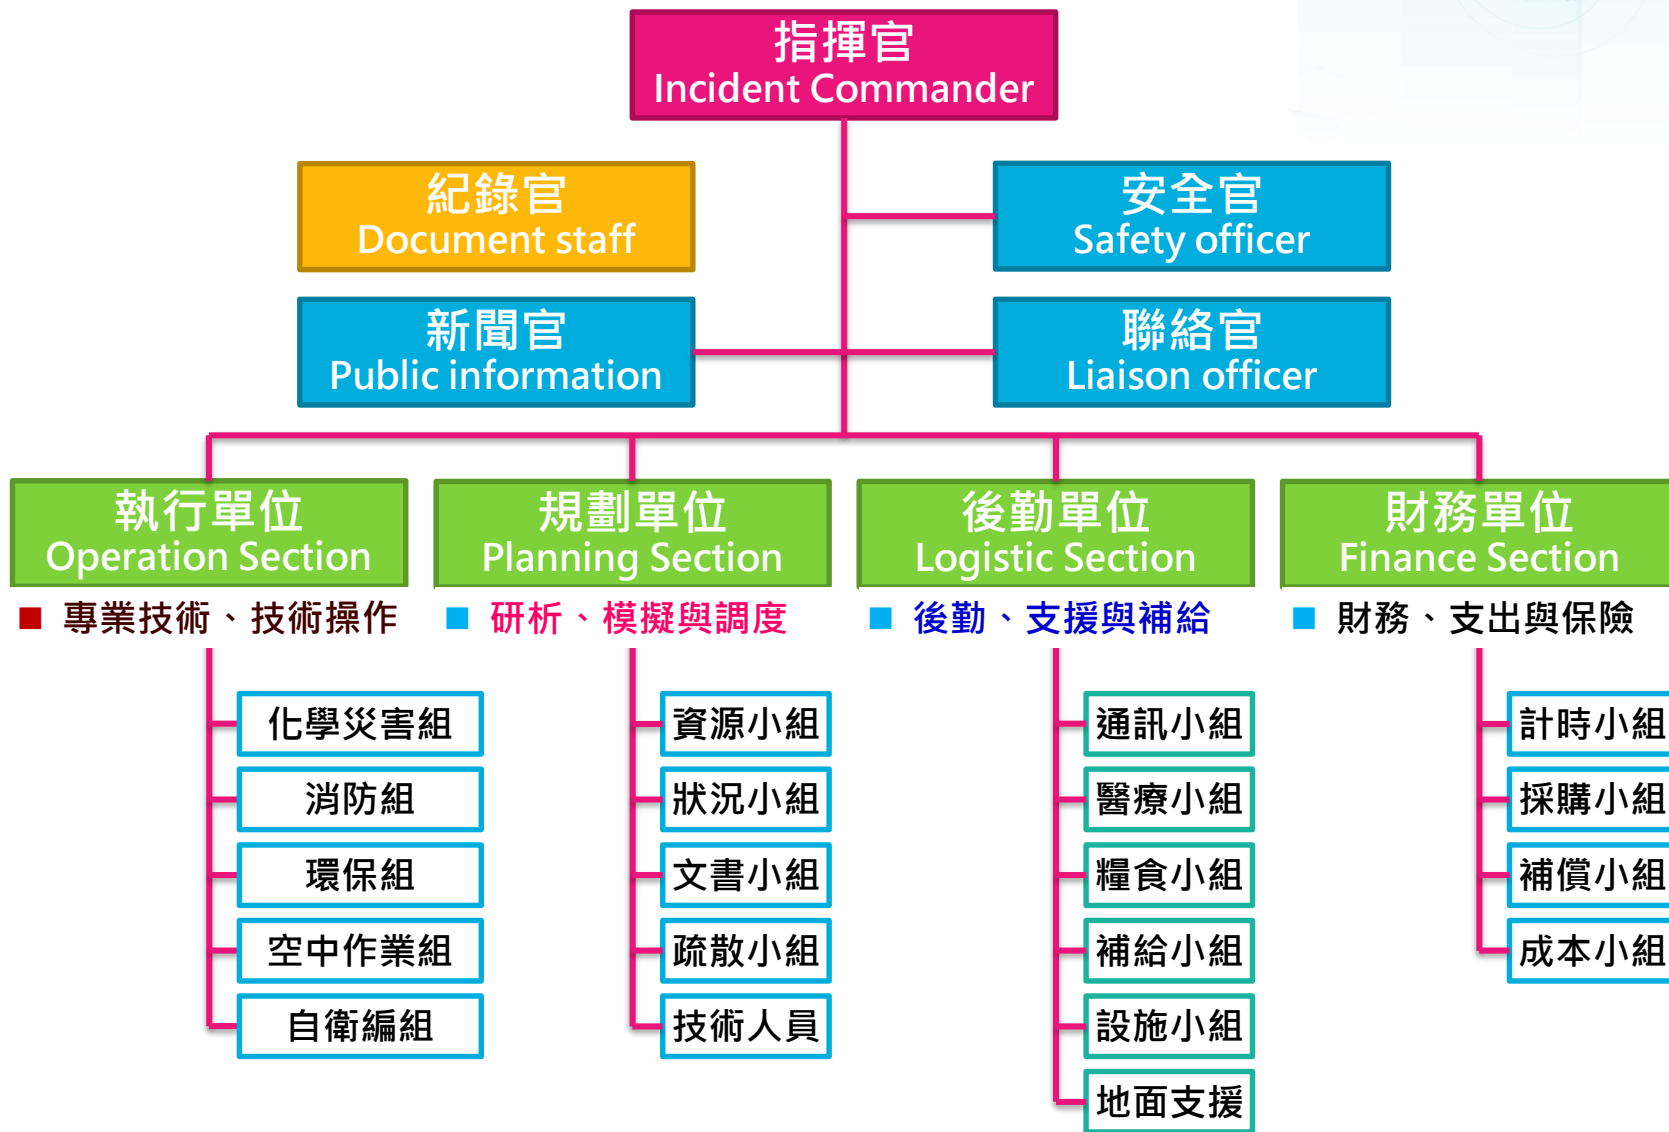 指揮官
Incident Commander
紀錄官
Document staff
安全官
Safety officer
新聞官
Public information
聯絡官
Liaison officer
執行單位
Operation Section
規劃單位
Planning Section
後勤單位
Logistic Section
財務單位
Finance Section
專業技術、技術操作
研析、模擬與調度
後勤、支援與補給
財務、支出與保險
化學災害組
消防組
環保組
空中作業組
自衛編組
資源小組
狀況小組
文書小組
疏散小組
技術人員
通訊小組
醫療小組
糧食小組
補給小組
設施小組
地面支援
計時小組
採購小組
補償小組
成本小組